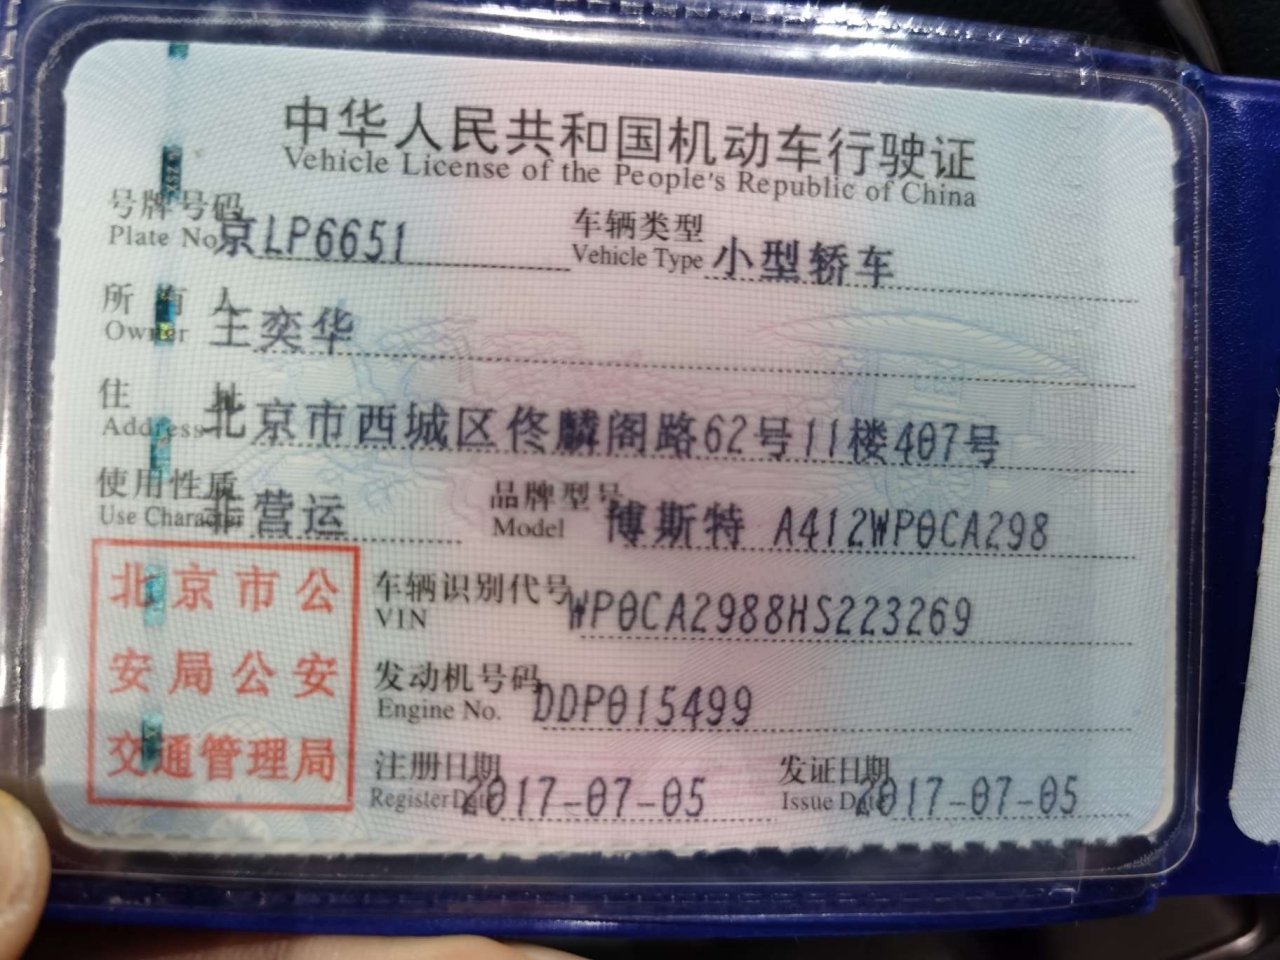 中华人民共和国机动车行驶证
Vehicle License of the People's Republic of China
号牌号码 京LP6651 车辆类型 小型轿车
Plate No. Vehicle Type
所有人 王奕华
Owner
住址 北京市西城区佟麟阁路62号11楼407号
Address
使用性质 非营运 品牌型号 博斯特 A412WP0CA298
Use Character Model
北京市公
安局公安
交通管理局
车辆识别代号 WP0CA2988HS223269
VIN
发动机号码 DDP015499
Engine No.
注册日期 2017-07-05 发证日期 2017-07-05
Register Date Issue Date